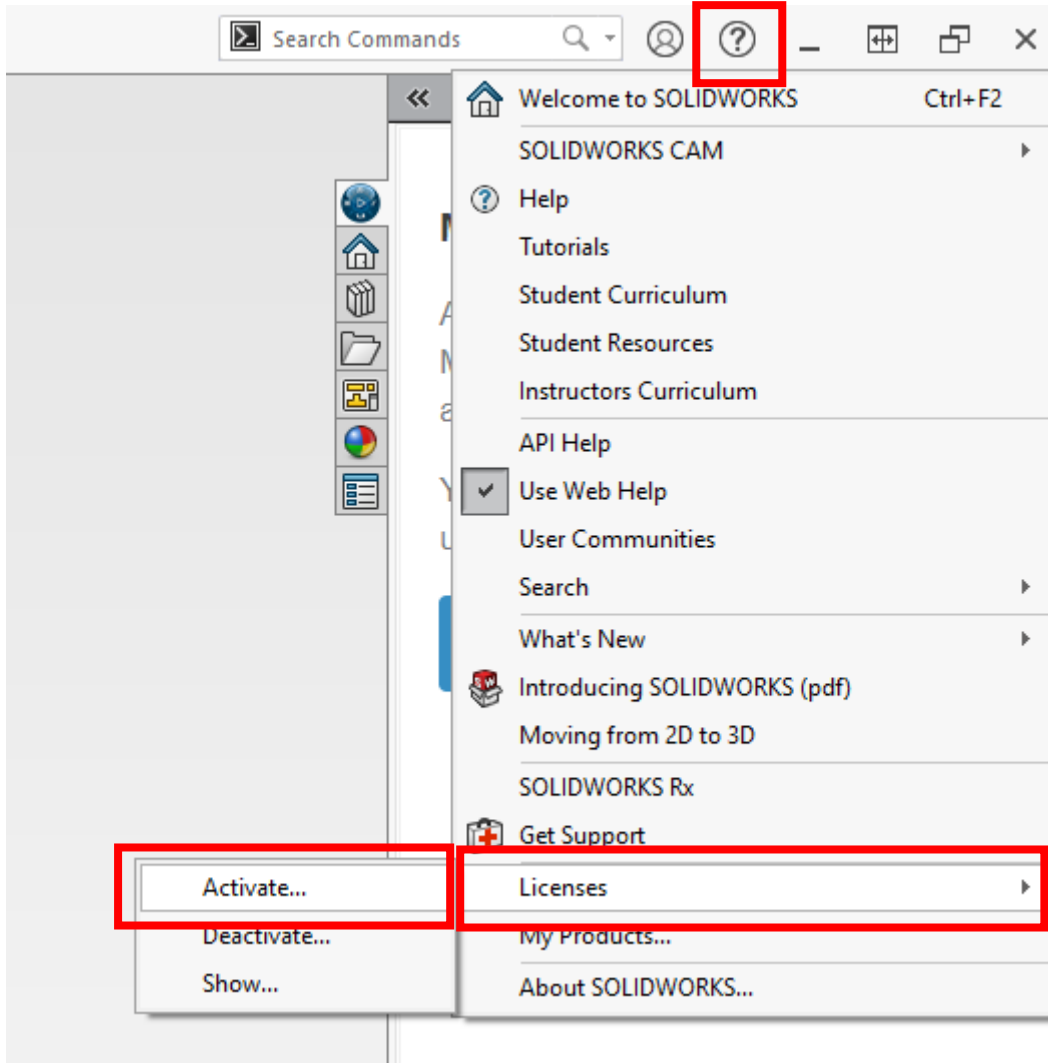 Search Commands
Welcome to SOLIDWORKS Ctrl+F2
SOLIDWORKS CAM
Help
Tutorials
Student Curriculum
Student Resources
Instructors Curriculum
API Help
Use Web Help
User Communities
Search
What's New
Introducing SOLIDWORKS (pdf)
Moving from 2D to 3D
SOLIDWORKS Rx
Get Support
Licenses
Activate...
Deactivate...
Show...
My Products...
About SOLIDWORKS...